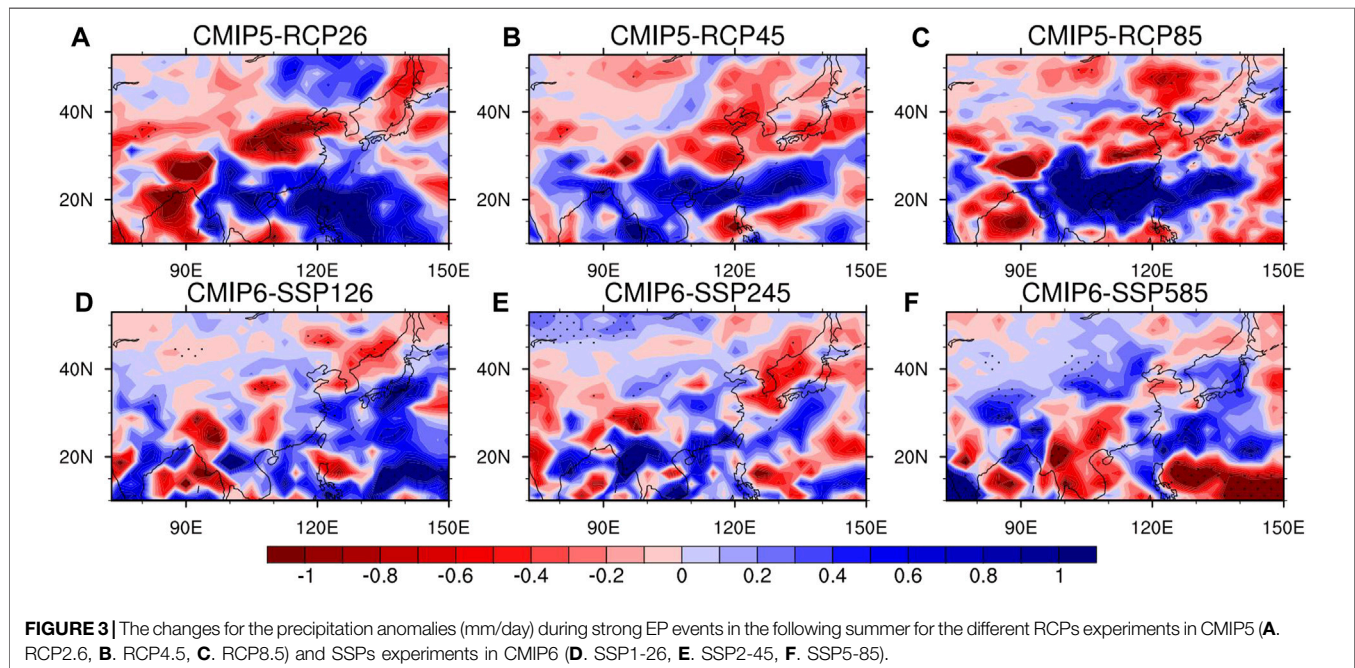 A CMIP5-RCP26
B CMIP5-RCP45
C CMIP5-RCP85
40N
20N
90E 120E 150E
40N
20N
90E 120E 150E
40N
20N
90E 120E 150E
D CMIP6-SSP126
E CMIP6-SSP245
F CMIP6-SSP585
40N
20N
90E 120E 150E
40N
20N
90E 120E 150E
40N
20N
90E 120E 150E
-1 -0.8 -0.6 -0.4 -0.2 0 0.2 0.4 0.6 0.8 1
FIGURE 3 | The changes for the precipitation anomalies (mm/day) during strong EP events in the following summer for the different RCPs experiments in CMIP5 (A.
RCP2.6, B. RCP4.5, C. RCP8.5) and SSPs experiments in CMIP6 (D. SSP1-26, E. SSP2-45, F. SSP5-85).